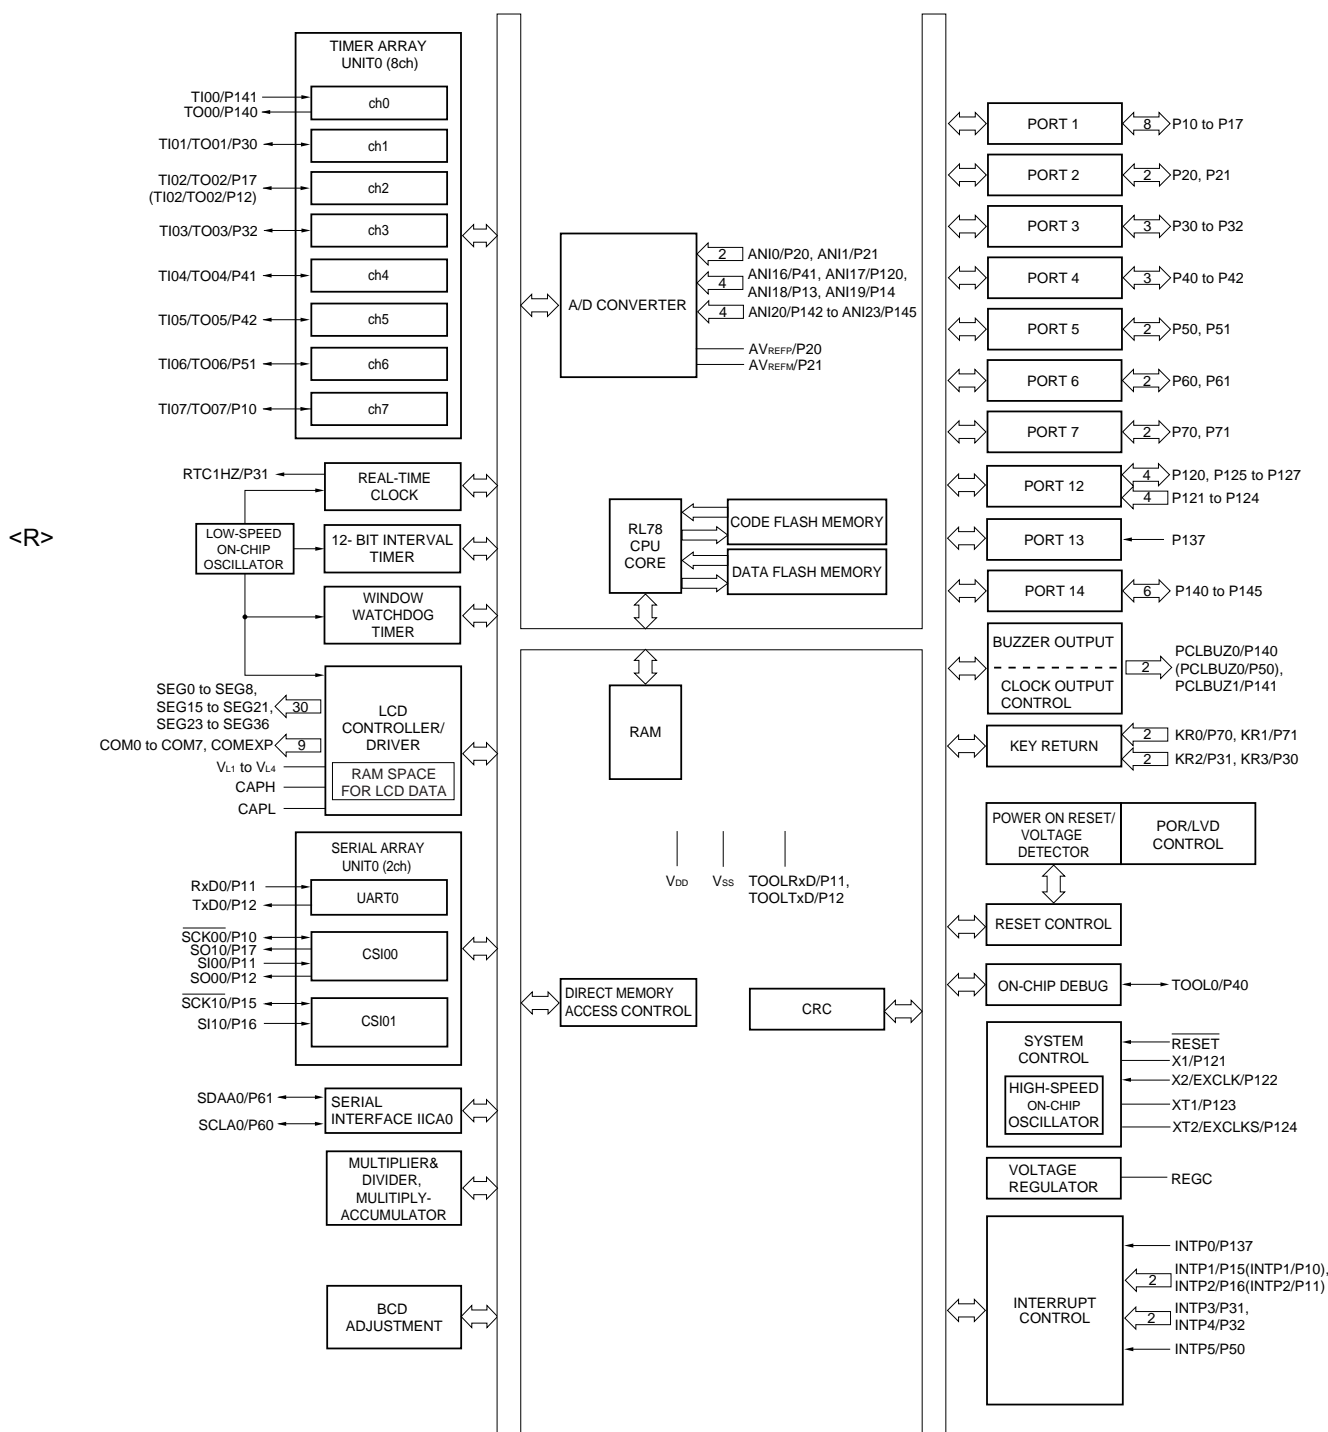 <R>
TIMER ARRAY
UNIT0 (8ch)
TI00/P141
TO00/P140
ch0
TI01/TO01/P30
ch1
TI02/TO02/P17
(TI02/TO02/P12)
ch2
TI03/TO03/P32
ch3
TI04/TO04/P41
ch4
TI05/TO05/P42
ch5
TI06/TO06/P51
ch6
TI07/TO07/P10
ch7
RTC1HZ/P31
REAL-TIME
CLOCK
LOW-SPEED
ON-CHIP
OSCILLATOR
12- BIT INTERVAL
TIMER
WINDOW
WATCHDOG
TIMER
SEG0 to SEG8,
SEG15 to SEG21,
SEG23 to SEG36
30
COM0 to COM7, COMEXP
9
VL1 to VL4
CAPH
CAPL
LCD
CONTROLLER/
DRIVER
RAM SPACE
FOR LCD DATA
SERIAL ARRAY
UNIT0 (2ch)
RxD0/P11
TxD0/P12
UART0
SCK00/P10
SO10/P17
SI00/P11
SO00/P12
CSI00
SCK10/P15
SI10/P16
CSI01
SDAA0/P61
SCLA0/P60
SERIAL
INTERFACE IICA0
MULTIPLIER&
DIVIDER,
MULITIPLY-
ACCUMULATOR
BCD
ADJUSTMENT
A/D CONVERTER
2
ANI0/P20, ANI1/P21
4
ANI16/P41, ANI17/P120,
ANI18/P13, ANI19/P14
4
ANI20/P142 to ANI23/P145
AVREFP/P20
AVREFM/P21
RL78
CPU
CORE
CODE FLASH MEMORY
DATA FLASH MEMORY
RAM
VDD
VSS
TOOLRxD/P11,
TOOLTxD/P12
DIRECT MEMORY
ACCESS CONTROL
CRC
PORT 1
8
P10 to P17
PORT 2
2
P20, P21
PORT 3
3
P30 to P32
PORT 4
3
P40 to P42
PORT 5
2
P50, P51
PORT 6
2
P60, P61
PORT 7
2
P70, P71
PORT 12
4
P120, P125 to P127
4
P121 to P124
PORT 13
P137
PORT 14
6
P140 to P145
BUZZER OUTPUT
CLOCK OUTPUT
CONTROL
2
PCLBUZ0/P140
(PCLBUZ0/P50),
PCLBUZ1/P141
KEY RETURN
2
KR0/P70, KR1/P71
2
KR2/P31, KR3/P30
POWER ON RESET/
VOLTAGE
DETECTOR
POR/LVD
CONTROL
RESET CONTROL
ON-CHIP DEBUG
TOOL0/P40
SYSTEM
CONTROL
HIGH-SPEED
ON-CHIP
OSCILLATOR
RESET
X1/P121
X2/EXCLK/P122
XT1/P123
XT2/EXCLKS/P124
VOLTAGE
REGULATOR
REGC
INTERRUPT
CONTROL
INTP0/P137
2
INTP1/P15(INTP1/P10),
INTP2/P16(INTP2/P11)
2
INTP3/P31,
INTP4/P32
INTP5/P50